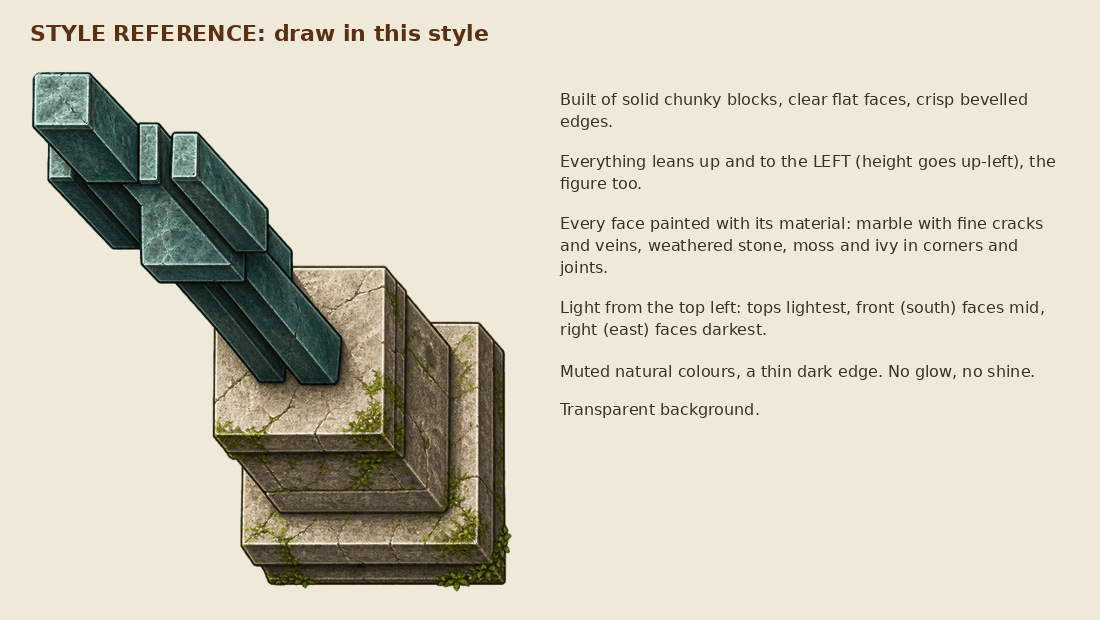 STYLE REFERENCE: draw in this style
Built of solid chunky blocks, clear flat faces, crisp bevelled
edges.
Everything leans up and to the LEFT (height goes up-left), the
figure too.
Every face painted with its material: marble with fine cracks
and veins, weathered stone, moss and ivy in corners and
joints.
Light from the top left: tops lightest, front (south) faces mid,
right (east) faces darkest.
Muted natural colours, a thin dark edge. No glow, no shine.
Transparent background.